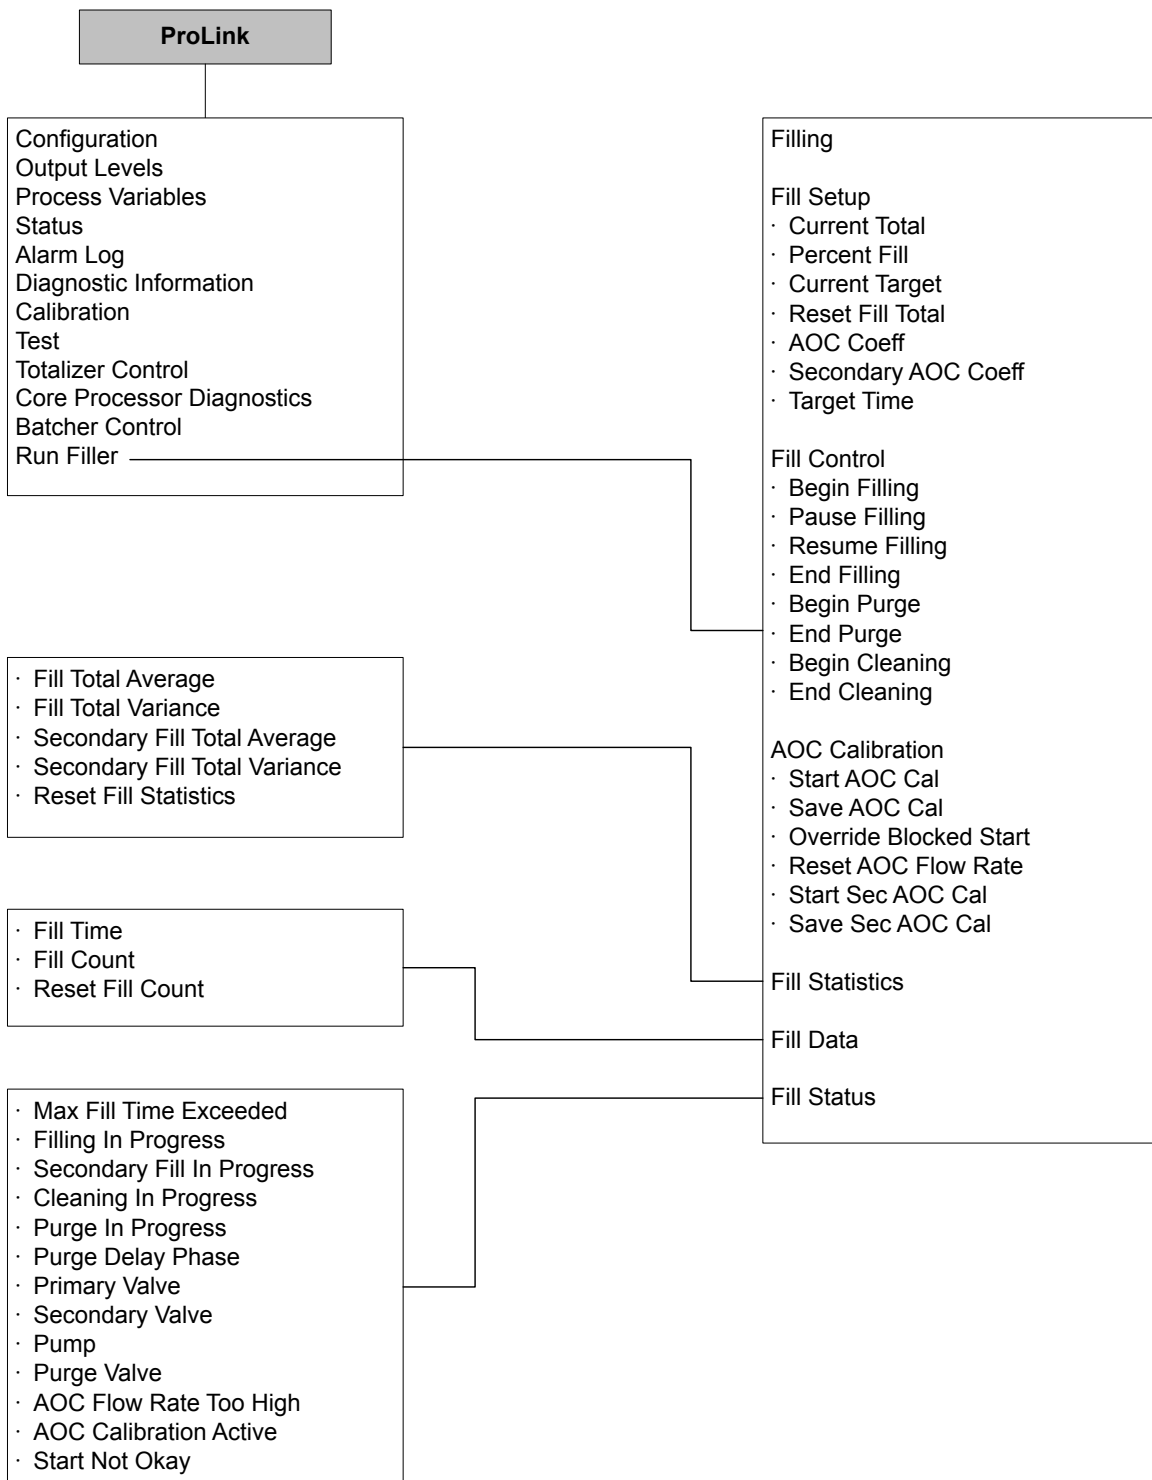 ProLink
Configuration
Output Levels
Process Variables
Status
Alarm Log
Diagnostic Information
Calibration
Test
Totalizer Control
Core Processor Diagnostics
Batcher Control
Run Filler
Filling
Fill Setup
· Current Total
· Percent Fill
· Current Target
· Reset Fill Total
· AOC Coeff
· Secondary AOC Coeff
· Target Time
Fill Control
· Begin Filling
· Pause Filling
· Resume Filling
· End Filling
· Begin Purge
· End Purge
· Begin Cleaning
· End Cleaning
AOC Calibration
· Start AOC Cal
· Save AOC Cal
· Override Blocked Start
· Reset AOC Flow Rate
· Start Sec AOC Cal
· Save Sec AOC Cal
Fill Statistics
Fill Data
Fill Status
· Fill Total Average
· Fill Total Variance
· Secondary Fill Total Average
· Secondary Fill Total Variance
· Reset Fill Statistics
· Fill Time
· Fill Count
· Reset Fill Count
· Max Fill Time Exceeded
· Filling In Progress
· Secondary Fill In Progress
· Cleaning In Progress
· Purge In Progress
· Purge Delay Phase
· Primary Valve
· Secondary Valve
· Pump
· Purge Valve
· AOC Flow Rate Too High
· AOC Calibration Active
· Start Not Okay